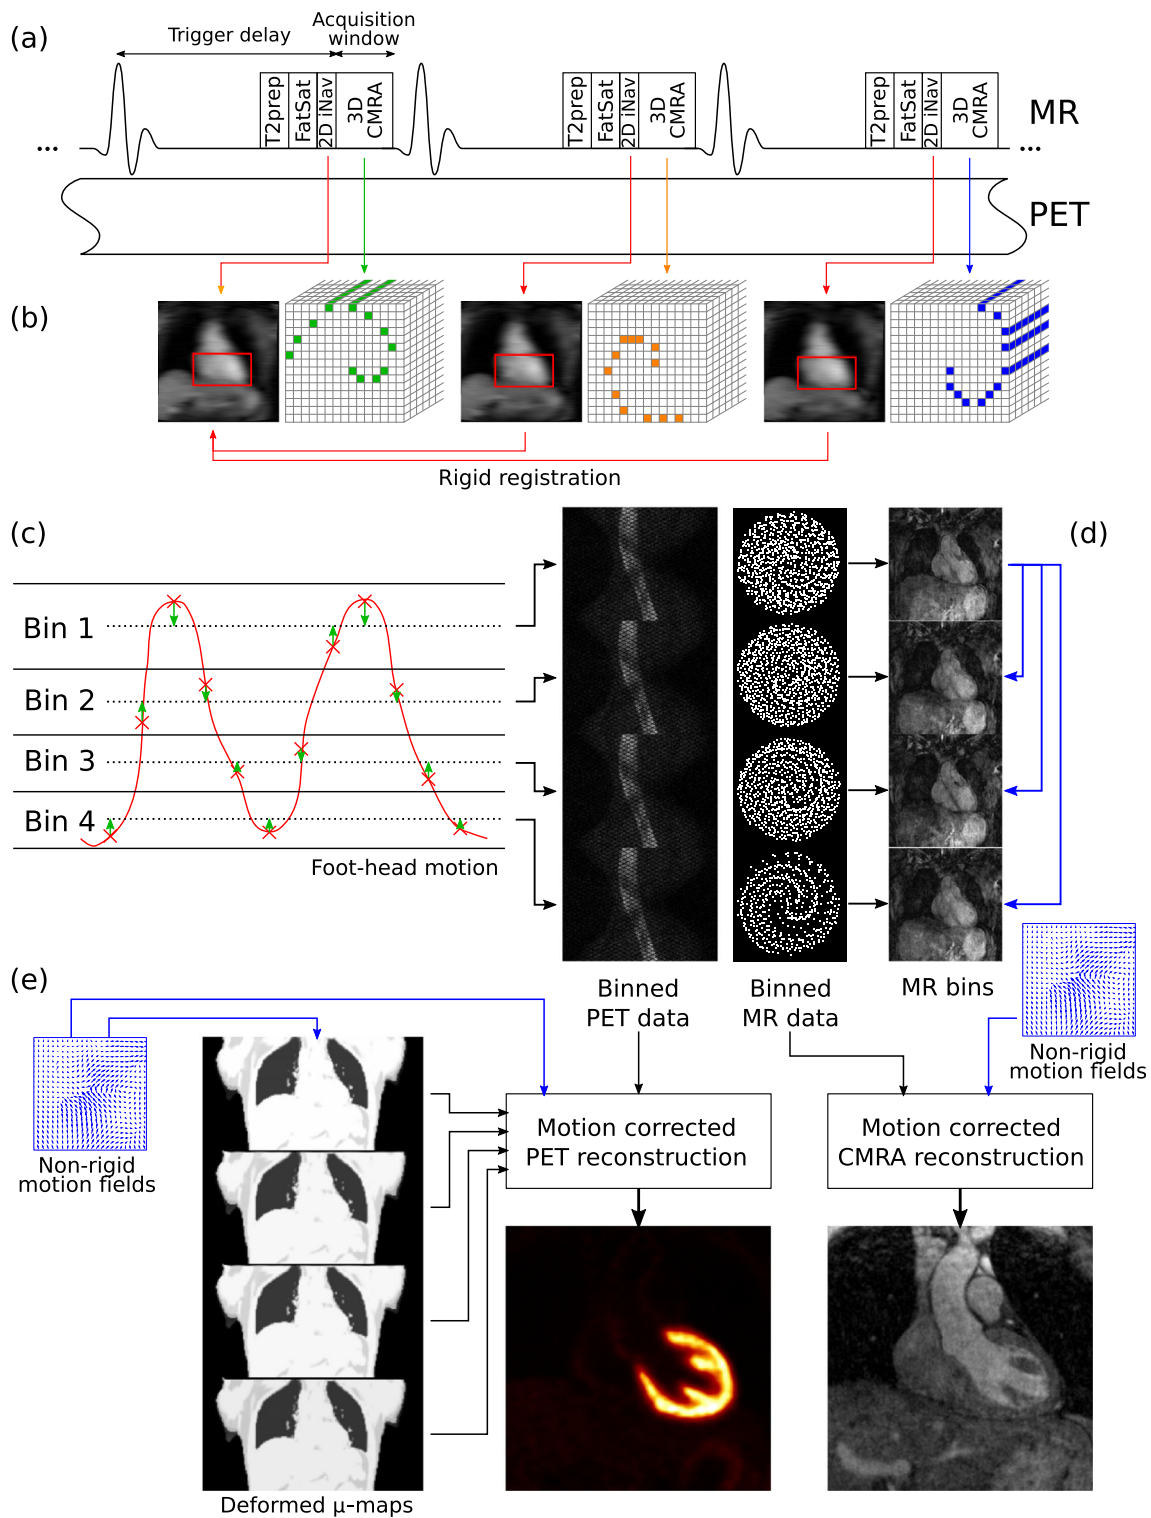 (a)
Trigger delay
Acquisition
window
T2prep
FatSat
2D iNav
3D
CMRA
T2prep
FatSat
2D iNav
3D
CMRA
T2prep
FatSat
2D iNav
3D
CMRA
MR
...
...
PET
(b)
Rigid registration
(c)
(d)
Bin 1
Bin 2
Bin 3
Bin 4
Foot-head motion
Binned
PET data
Binned
MR data
MR bins
(e)
Non-rigid
motion fields
Non-rigid
motion fields
Motion corrected
PET reconstruction
Motion corrected
CMRA reconstruction
Deformed μ-maps